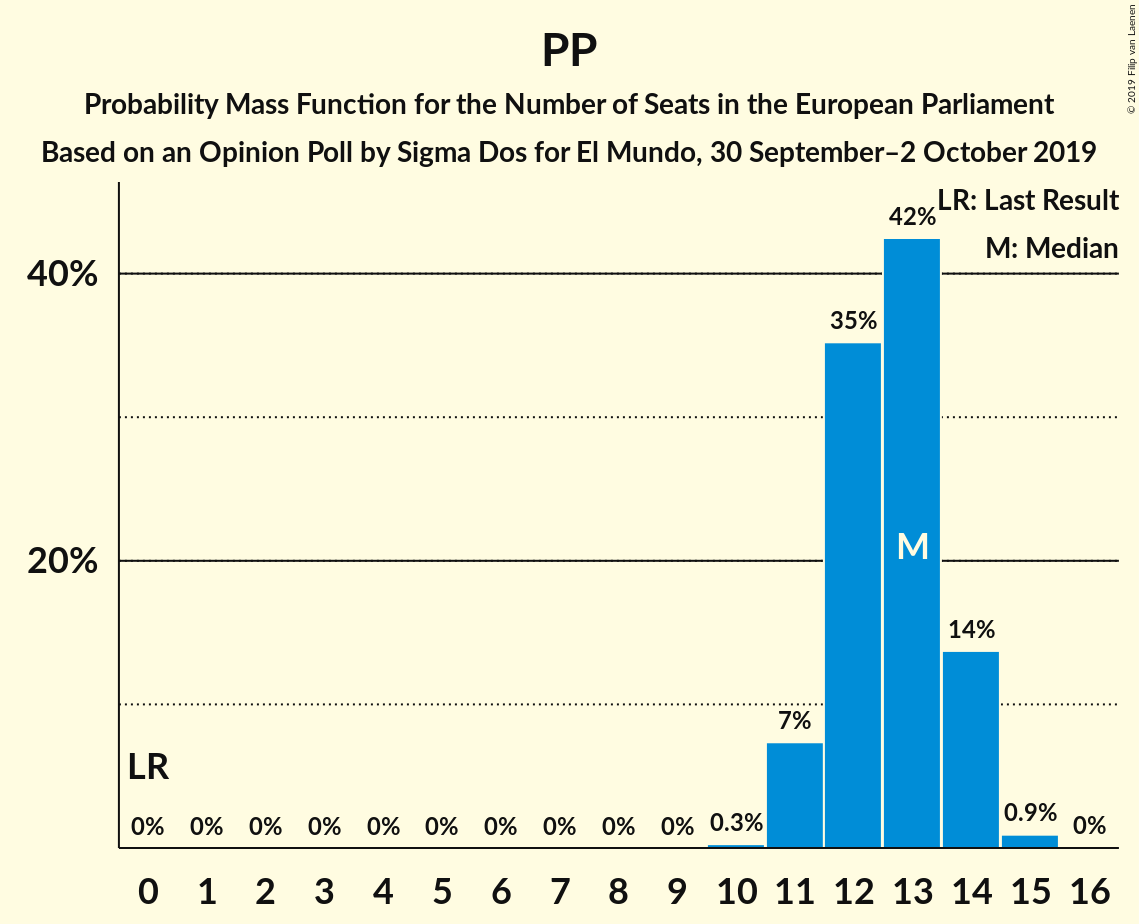 PP
Probability Mass Function for the Number of Seats in the European Parliament
Based on an Opinion Poll by Sigma Dos for El Mundo, 30 September–2 October 2019
© 2019 Filip van Laenen
LR: Last Result
M: Median
40%
20%
42%
35%
M
14%
7%
LR
0% 0% 0% 0% 0% 0% 0% 0% 0% 0% 0.3% 0.9% 0%
0 1 2 3 4 5 6 7 8 9 10 11 12 13 14 15 16